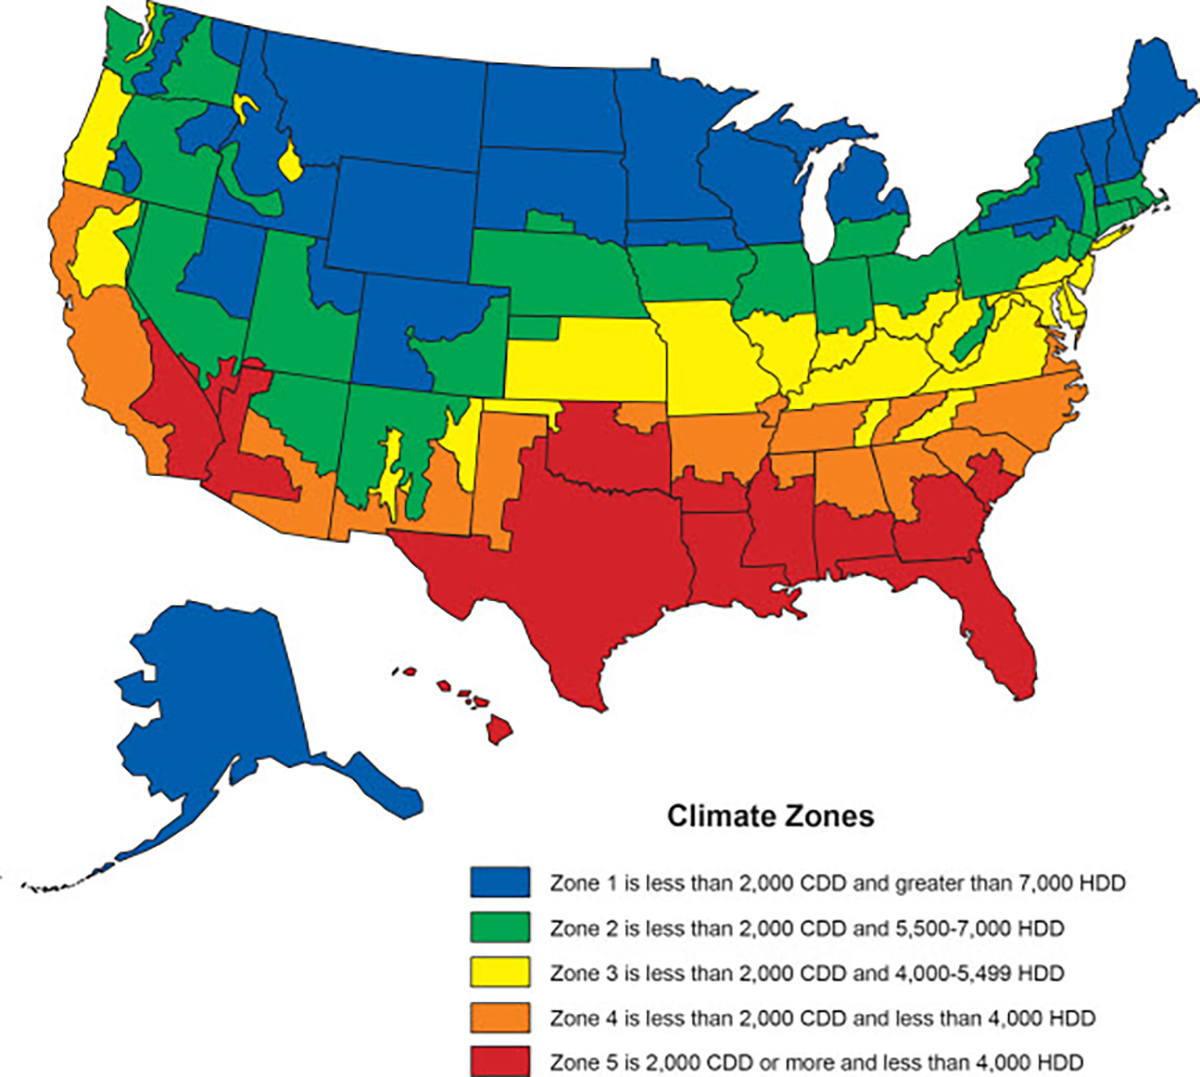 Climate Zones
Zone 1 is less than 2,000 CDD and greater than 7,000 HDD
Zone 2 is less than 2,000 CDD and 5,500-7,000 HDD
Zone 3 is less than 2,000 CDD and 4,000-5,499 HDD
Zone 4 is less than 2,000 CDD and less than 4,000 HDD
Zone 5 is 2,000 CDD or more and less than 4,000 HDD